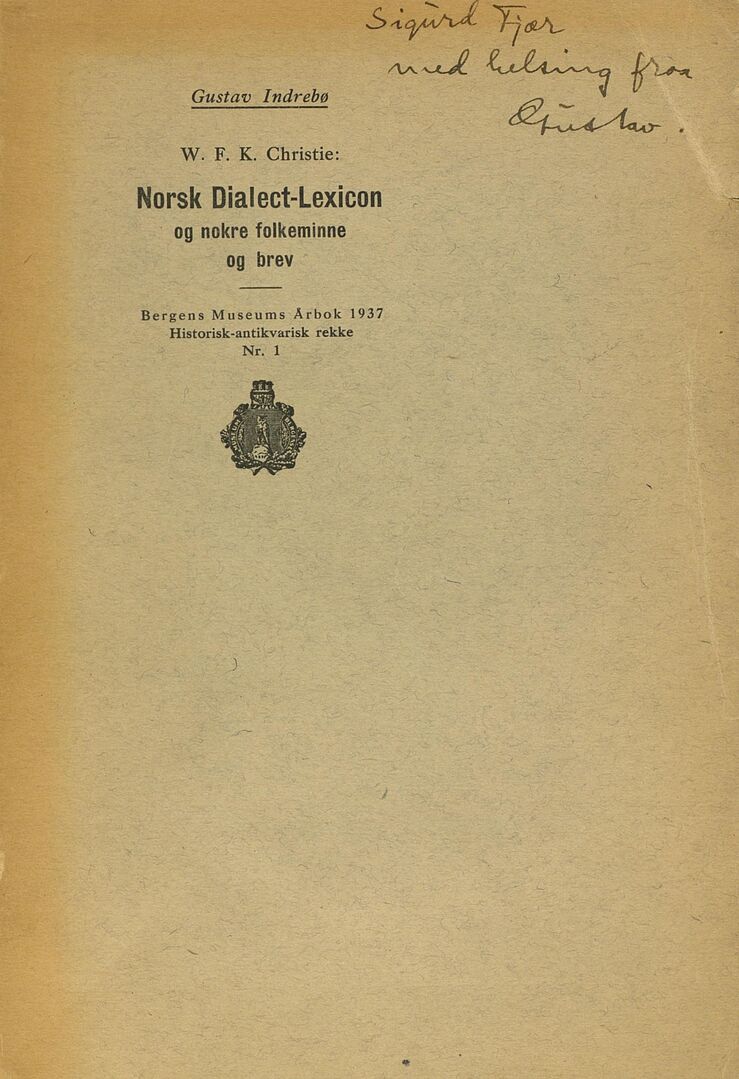 Sigurd Fjær
med helsing fraa
Gustav.
Gustav Indrebø
W. F. K. Christie:
Norsk Dialect-Lexicon
og nokre folkeminne
og brev
Bergens Museums Årbok 1937
Historisk-antikvarisk rekke
Nr. 1